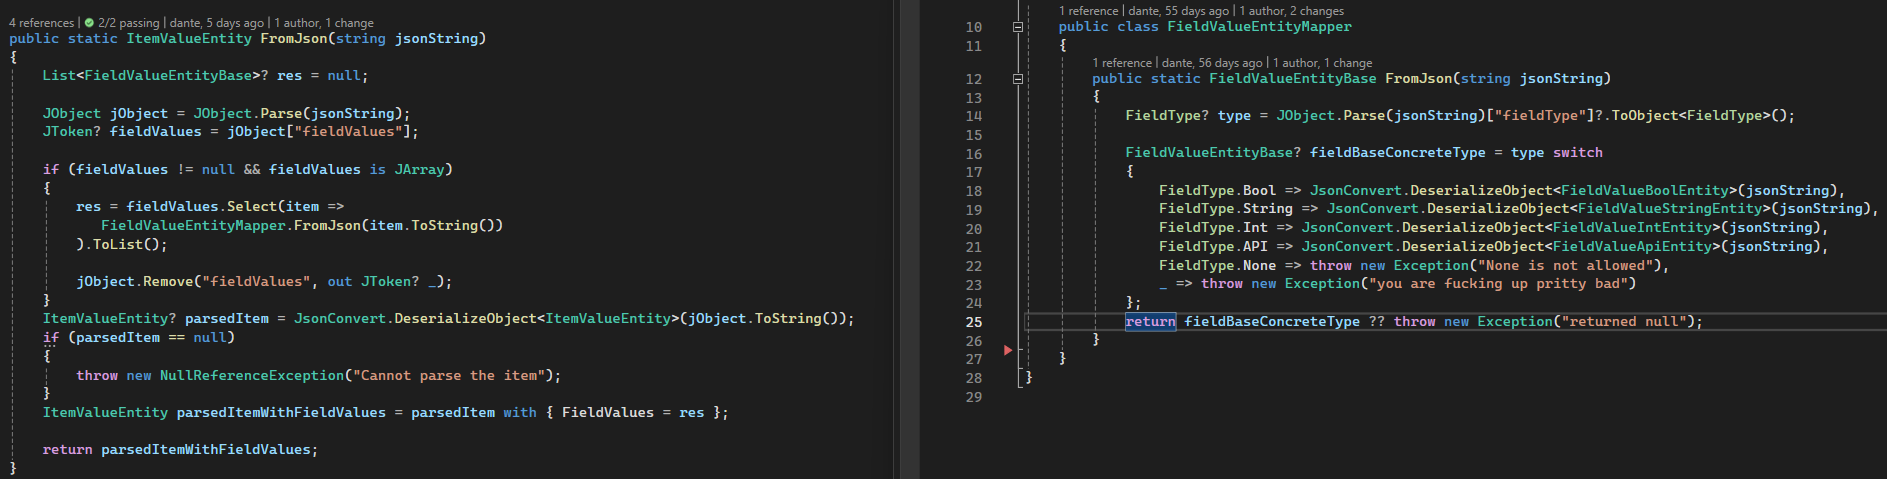 4 references | 2/2 passing | dante, 5 days ago | 1 author, 1 change
public static ItemValueEntity FromJson(string jsonString)
{
    List<FieldValueEntityBase>? res = null;

    JObject jObject = JObject.Parse(jsonString);
    JToken? fieldValues = jObject["fieldValues"];

    if (fieldValues != null && fieldValues is JArray)
    {
        res = fieldValues.Select(item =>
           FieldValueEntityMapper.FromJson(item.ToString())
        ).ToList();

        jObject.Remove("fieldValues", out JToken? _);
    }
    ItemValueEntity? parsedItem = JsonConvert.DeserializeObject<ItemValueEntity>(jObject.ToString());
    if (parsedItem == null)
    {
        throw new NullReferenceException("Cannot parse the item");
    }
    ItemValueEntity parsedItemWithFieldValues = parsedItem with { FieldValues = res };

    return parsedItemWithFieldValues;
}
1 reference | dante, 55 days ago | 1 author, 2 changes
10 public class FieldValueEntityMapper
11 {
1 reference | dante, 56 days ago | 1 author, 1 change
12     public static FieldValueEntityBase FromJson(string jsonString)
13     {
14         FieldType? type = JObject.Parse(jsonString)["fieldType"]?.ToObject<FieldType>();
15
16         FieldValueEntityBase? fieldBaseConcreteType = type switch
17         {
18             FieldType.Bool => JsonConvert.DeserializeObject<FieldValueBoolEntity>(jsonString),
19             FieldType.String => JsonConvert.DeserializeObject<FieldValueStringEntity>(jsonString),
20             FieldType.Int => JsonConvert.DeserializeObject<FieldValueIntEntity>(jsonString),
21             FieldType.API => JsonConvert.DeserializeObject<FieldValueApiEntity>(jsonString),
22             FieldType.None => throw new Exception("None is not allowed"),
23             _ => throw new Exception("you are fucking up pritty bad")
24         };
25         return fieldBaseConcreteType ?? throw new Exception("returned null");
26     }
27 }
28 }
29